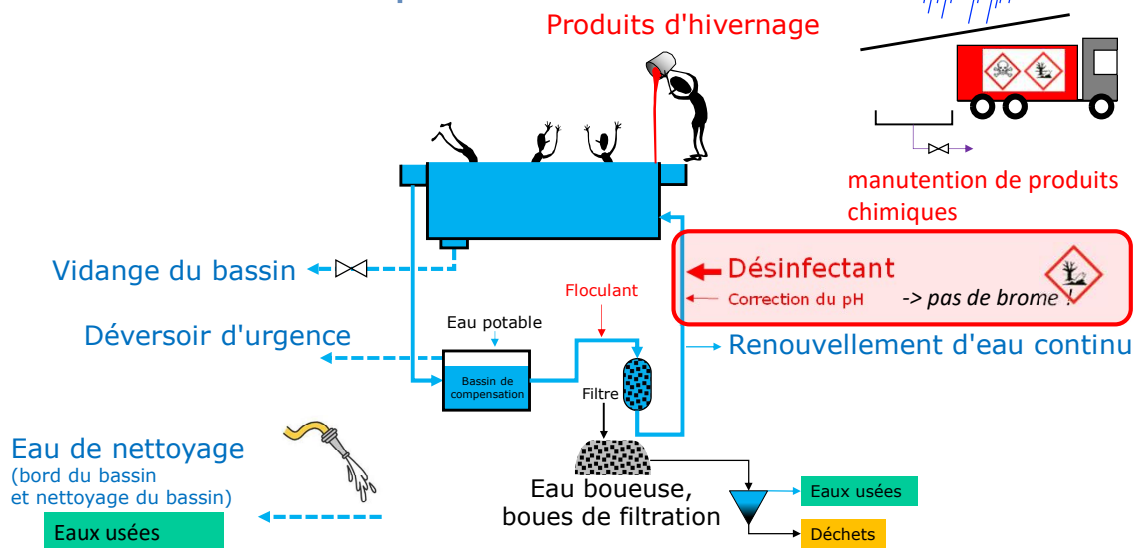 Produits d'hivernage
manutention de produits
chimiques
Désinfectant
Correction du pH
-> pas de brome !
Vidange du bassin
Floculant
Eau potable
Déversoir d'urgence
Renouvellement d'eau continu
Bassin de
compensation
Filtre
Eau de nettoyage
(bord du bassin
et nettoyage du bassin)
Eaux usées
Eau boueuse,
boues de filtration
Eaux usées
Déchets